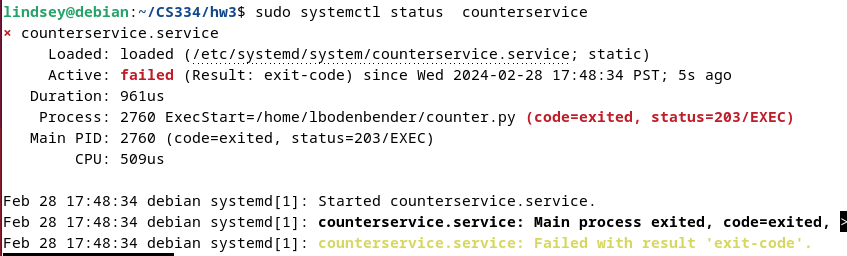 lindsey@debian:~/CS334/hw3$ sudo systemctl status  counterservice
× counterservice.service
     Loaded: loaded (/etc/systemd/system/counterservice.service; static)
     Active: failed (Result: exit-code) since Wed 2024-02-28 17:48:34 PST; 5s ago
   Duration: 961us
    Process: 2760 ExecStart=/home/lbodenbender/counter.py (code=exited, status=203/EXEC)
   Main PID: 2760 (code=exited, status=203/EXEC)
        CPU: 509us

Feb 28 17:48:34 debian systemd[1]: Started counterservice.service.
Feb 28 17:48:34 debian systemd[1]: counterservice.service: Main process exited, code=exited, >
Feb 28 17:48:34 debian systemd[1]: counterservice.service: Failed with result 'exit-code'.